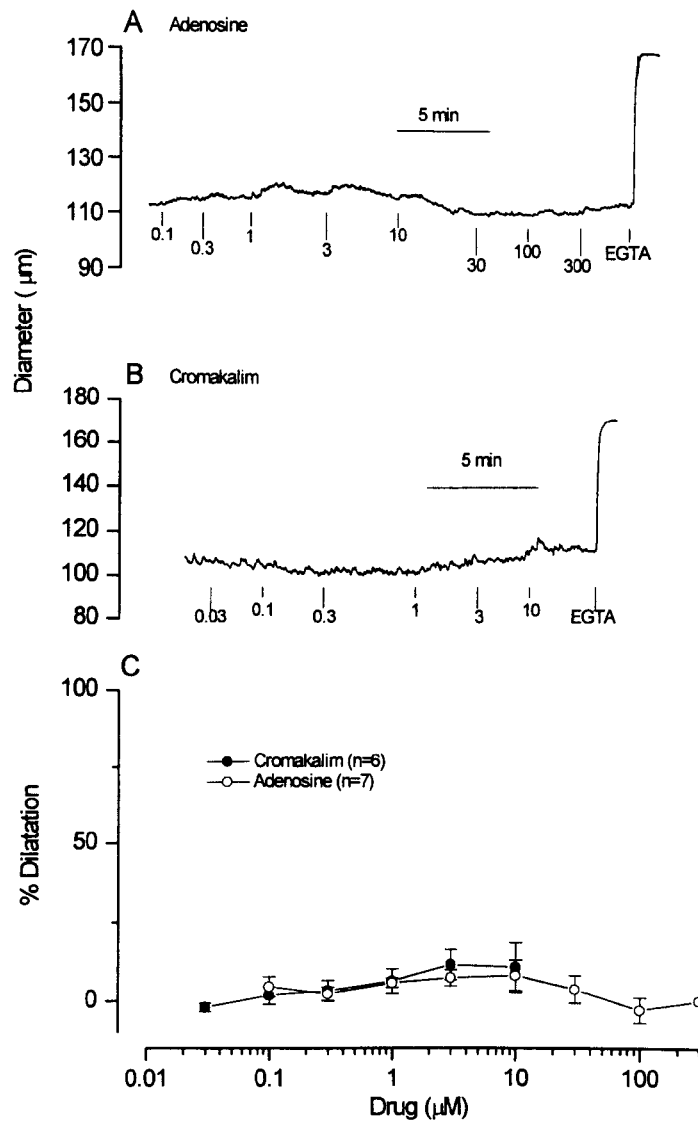 A Adenosine
170
150
130
110
90
5 min
0.1 0.3 1 3 10 30 100 300 EGTA
Diameter ( μm)
B Cromakalim
180
160
140
120
100
80
5 min
0.03 0.1 0.3 1 3 10 EGTA
C
100
50
0
% Dilatation
Cromakalim (n=6)
Adenosine (n=7)
0.01 0.1 1 10 100
Drug (μM)